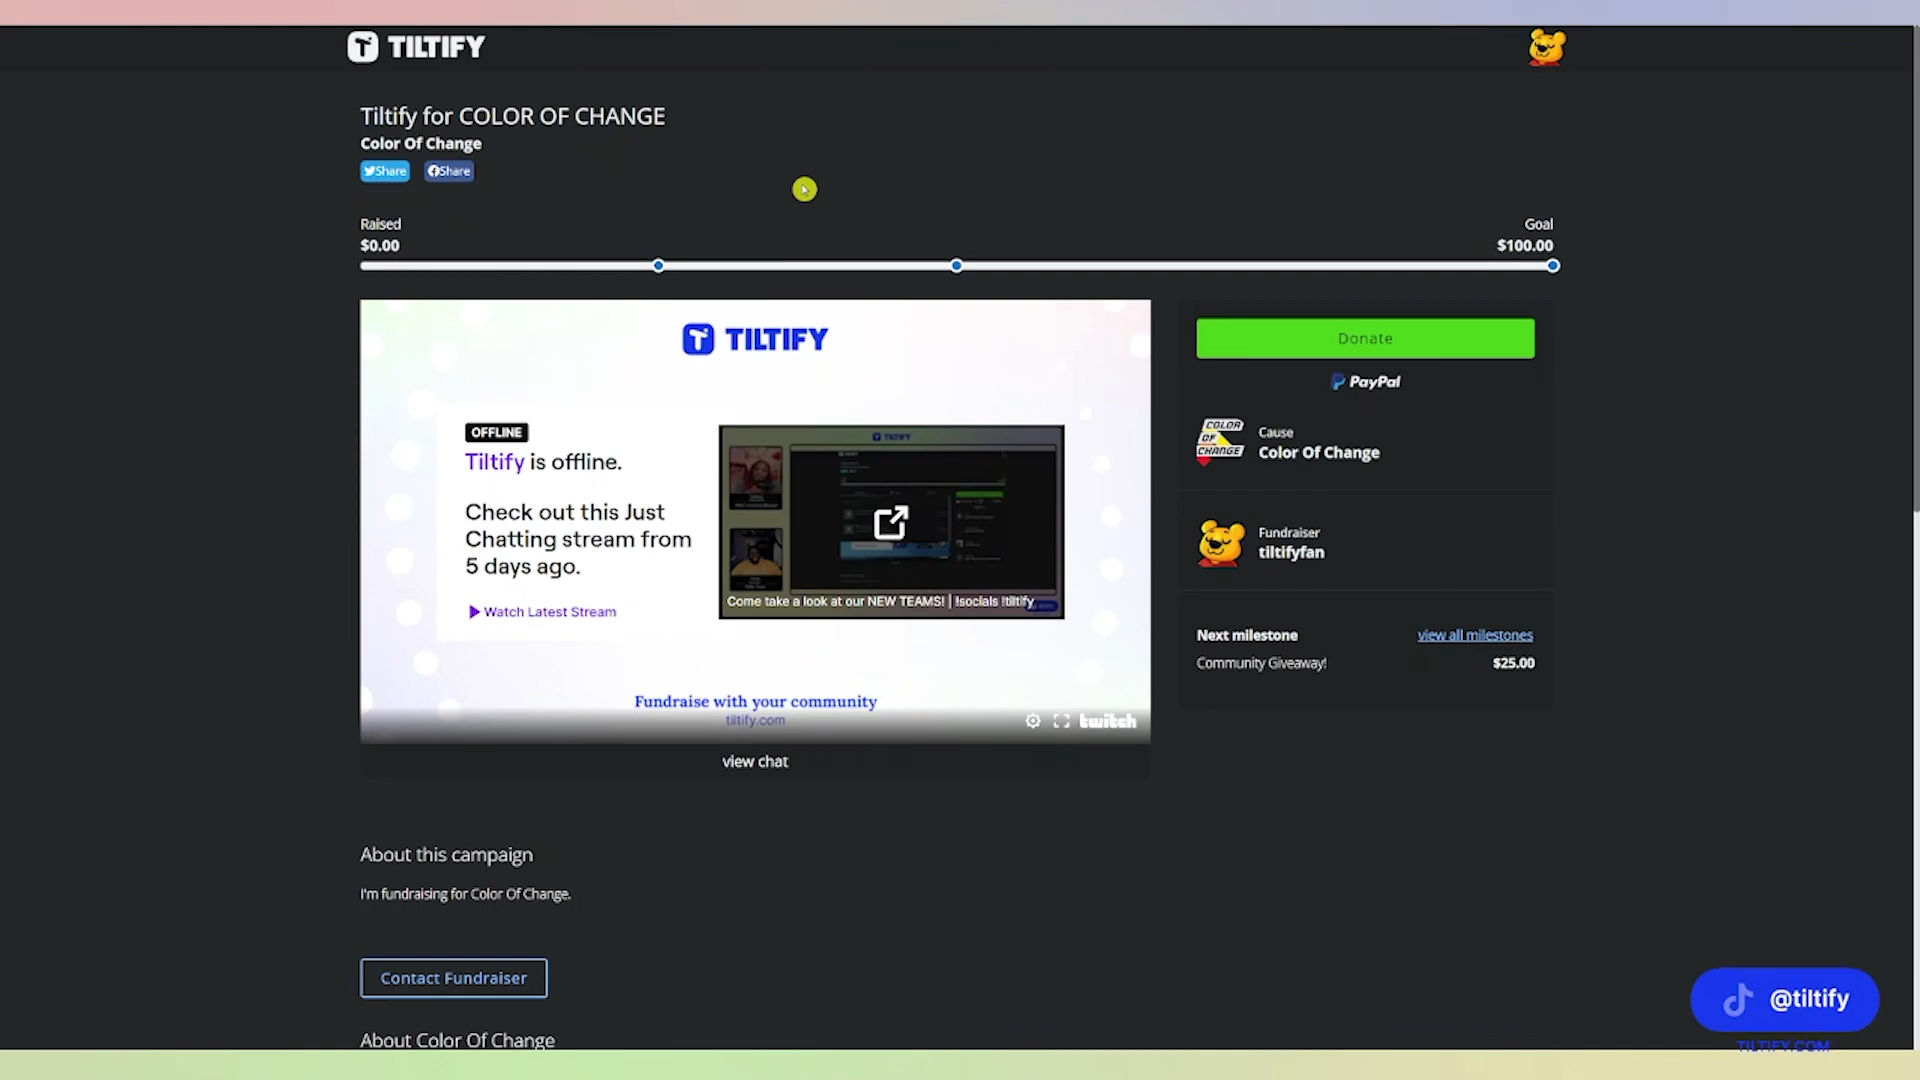 TILTIFY
Tiltify for COLOR OF CHANGE
Color Of Change
Share
Share
Raised
$0.00
Goal
$100.00
TILTIFY
OFFLINE
Tiltify is offline.
Check out this Just
Chatting stream from
5 days ago.
Watch Latest Stream
TILTIFY
Come take a look at our NEW TEAMS! | !socials !tiltify
Fundraise with your community
tiltify.com
twitch
view chat
Donate
PayPal
COLOR
OF
CHANGE
Cause
Color Of Change
Fundraiser
tiltifyfan
Next milestone
view all milestones
Community Giveaway!
$25.00
About this campaign
I'm fundraising for Color Of Change.
Contact Fundraiser
About Color Of Change
@tiltify
TILTIFY.COM